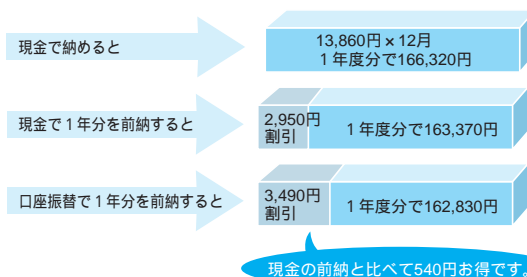 現金で納めると
13,860円×12月
1年度分で166,320円
現金で1年分を前納すると
2,950円
割引
1年度分で163,370円
口座振替で1年分を前納すると
3,490円
割引
1年度分で162,830円
現金の前納と比べて540円お得です。